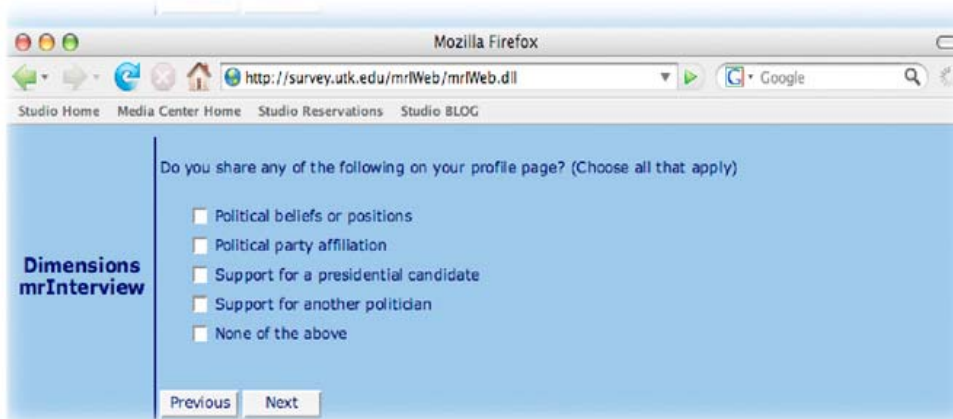 Mozilla Firefox
http://survey.utk.edu/mrIWeb/mrIWeb.dll
Google
Studio Home Media Center Home Studio Reservations Studio BLOG
Do you share any of the following on your profile page? (Choose all that apply)
Political beliefs or positions
Political party affiliation
Dimensions
mrInterview
Support for a presidential candidate
Support for another politician
None of the above
Previous Next